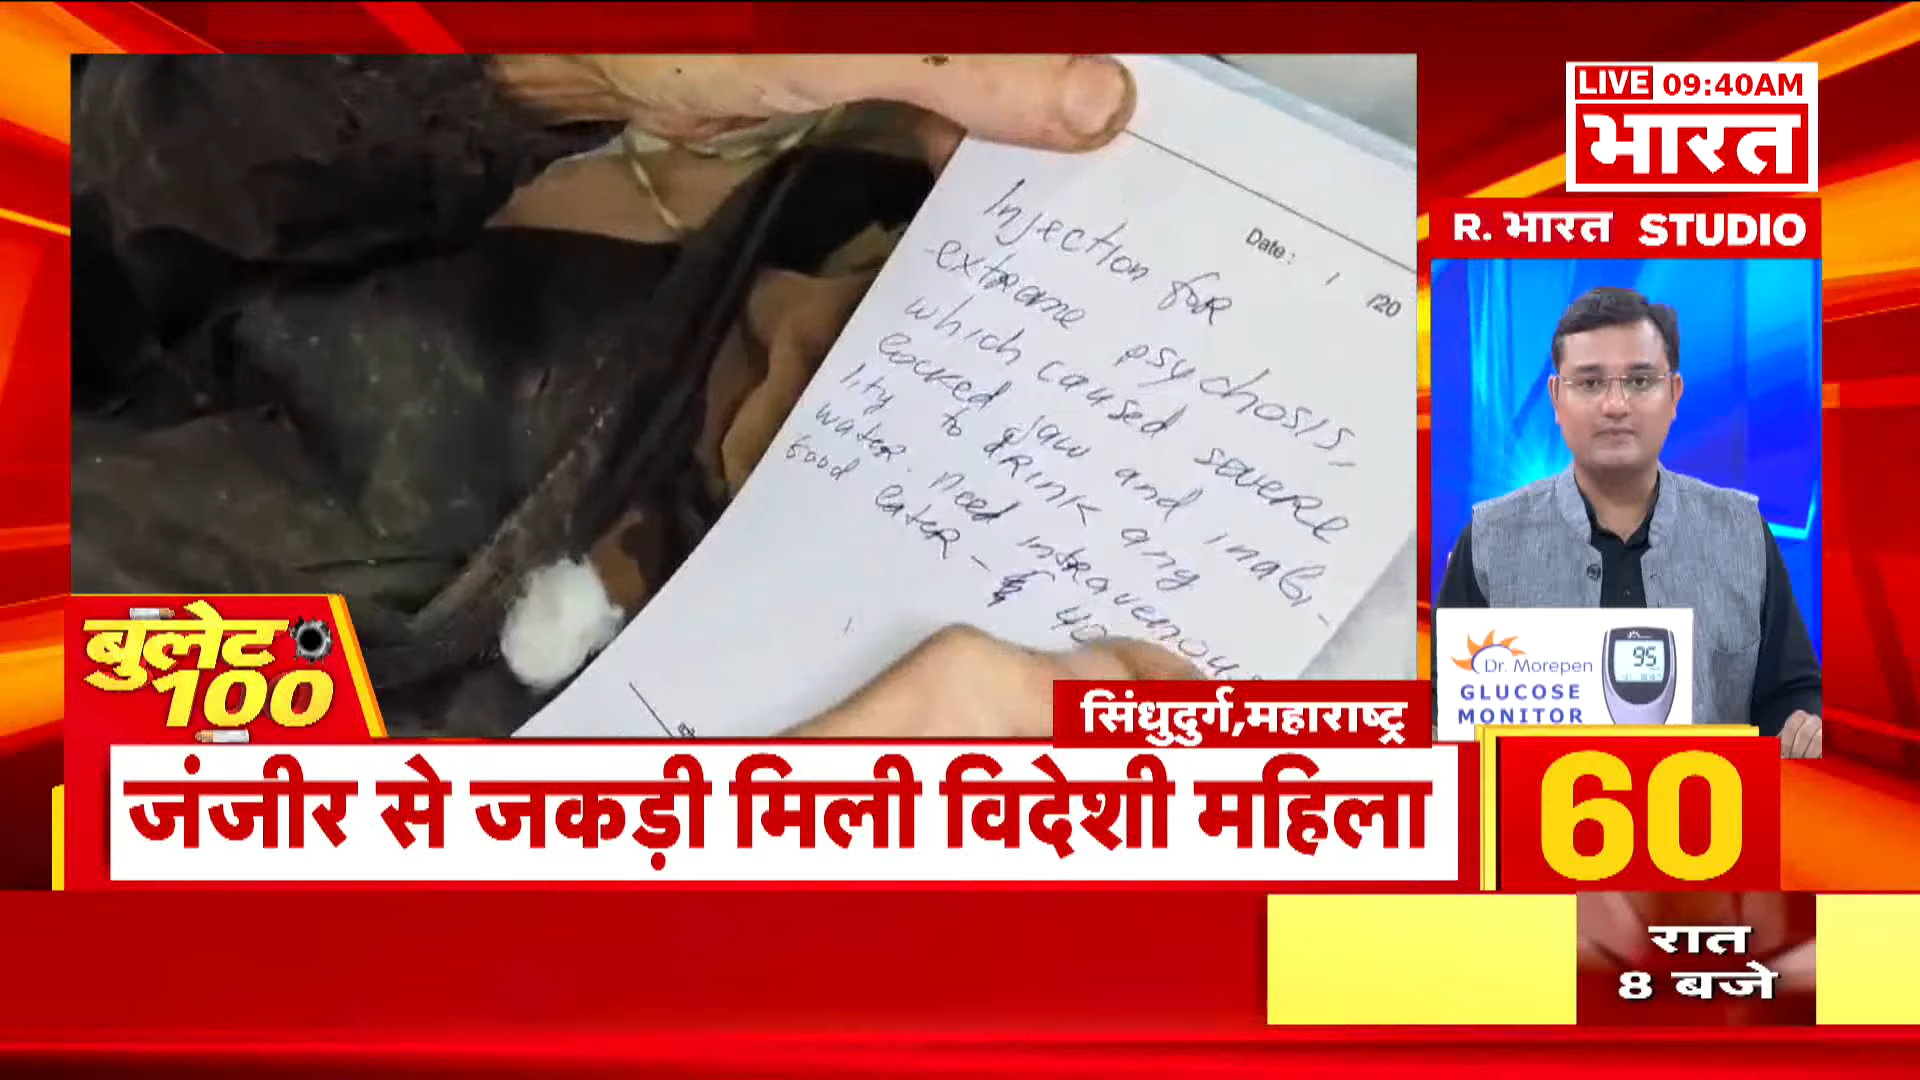 LIVE 09:40AM
भारत
R. भारत STUDIO
Date: / /20
Injection for
extreme psychosis,
which caused severe
locked jaw and inabi-
lity to drink any
water. Need intravenous
food later - 40
Dr. Morepen
GLUCOSE
MONITOR
95
बुलेट
100
सिंधुदुर्ग,महाराष्ट्र
जंजीर से जकड़ी मिली विदेशी महिला
60
रात
8 बजे